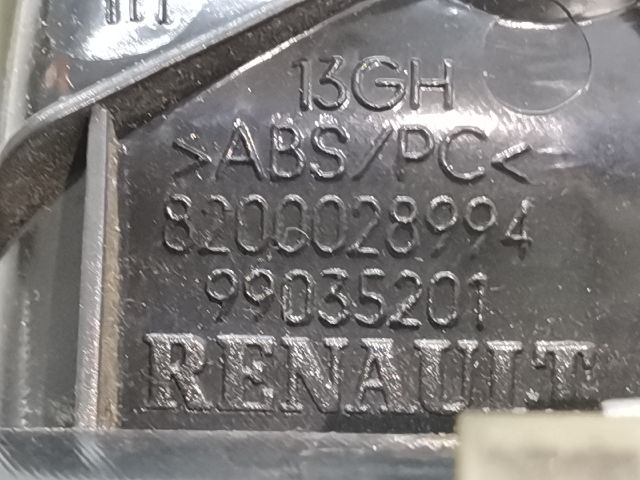 13GH
>ABS/PC<
8200028994
99035201
RENAULT